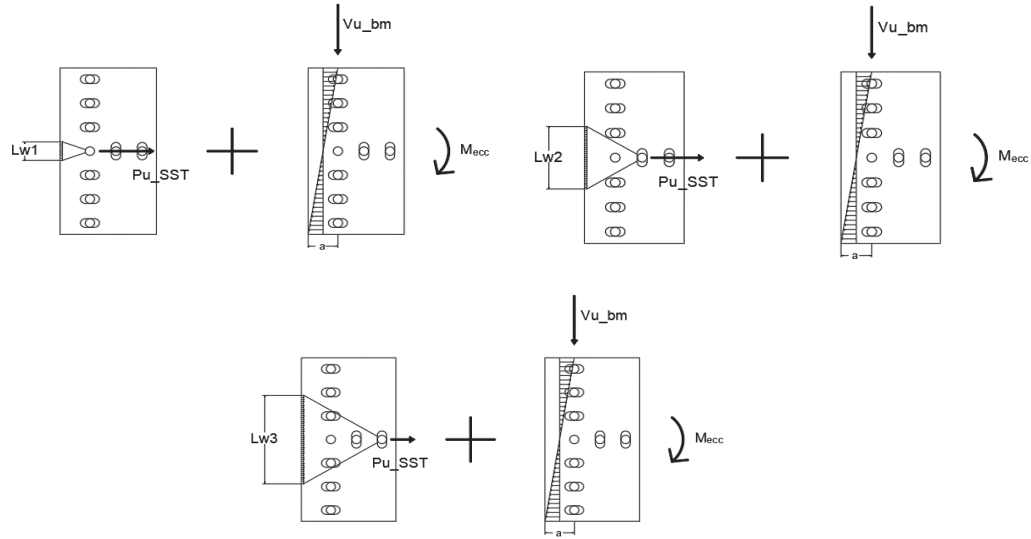 Vu_bm
Lw1
Pu_SST
Mecc
a
Vu_bm
Lw2
Pu_SST
Mecc
a
Vu_bm
Lw3
Pu_SST
Mecc
a